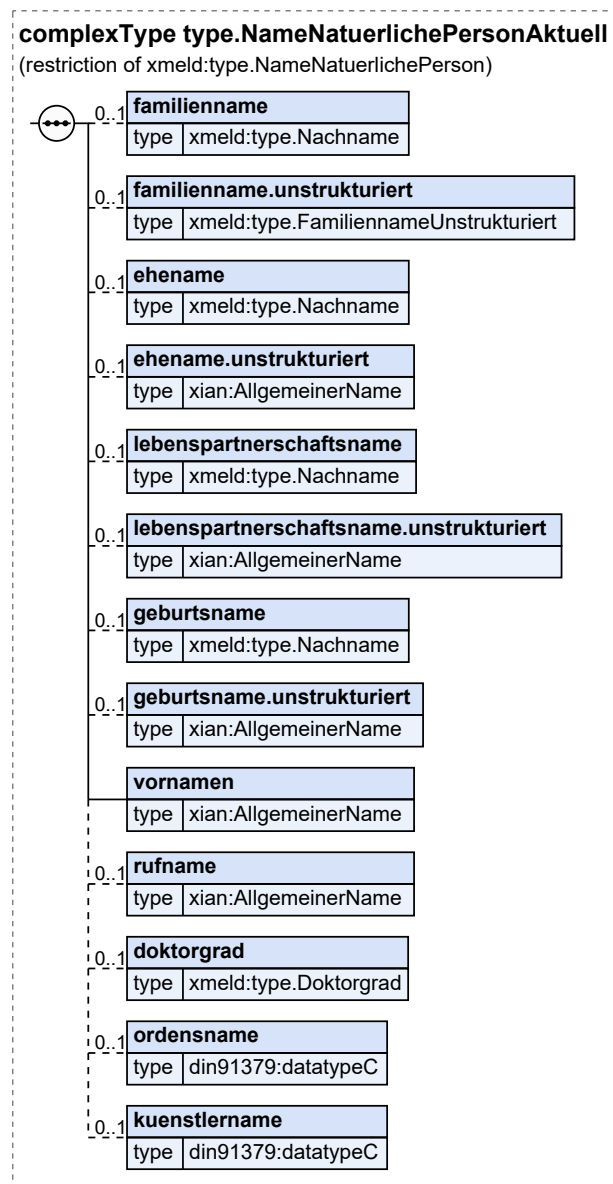 complexType type.NameNatuerlichePersonAktuell
(restriction of xmeld:type.NameNatuerlichePerson)
0..1 familienname
type xmeld:type.Nachname
0..1 familienname.unstrukturiert
type xmeld:type.FamiliennameUnstrukturiert
0..1 ehename
type xmeld:type.Nachname
0..1 ehename.unstrukturiert
type xian:AllgemeinerName
0..1 lebenspartnerschaftsname
type xmeld:type.Nachname
0..1 lebenspartnerschaftsname.unstrukturiert
type xian:AllgemeinerName
0..1 geburtsname
type xmeld:type.Nachname
0..1 geburtsname.unstrukturiert
type xian:AllgemeinerName
vornamen
type xian:AllgemeinerName
0..1 rufname
type xian:AllgemeinerName
0..1 doktorgrad
type xmeld:type.Doktorgrad
0..1 ordensname
type din91379:datatypeC
0..1 kuenstlername
type din91379:datatypeC